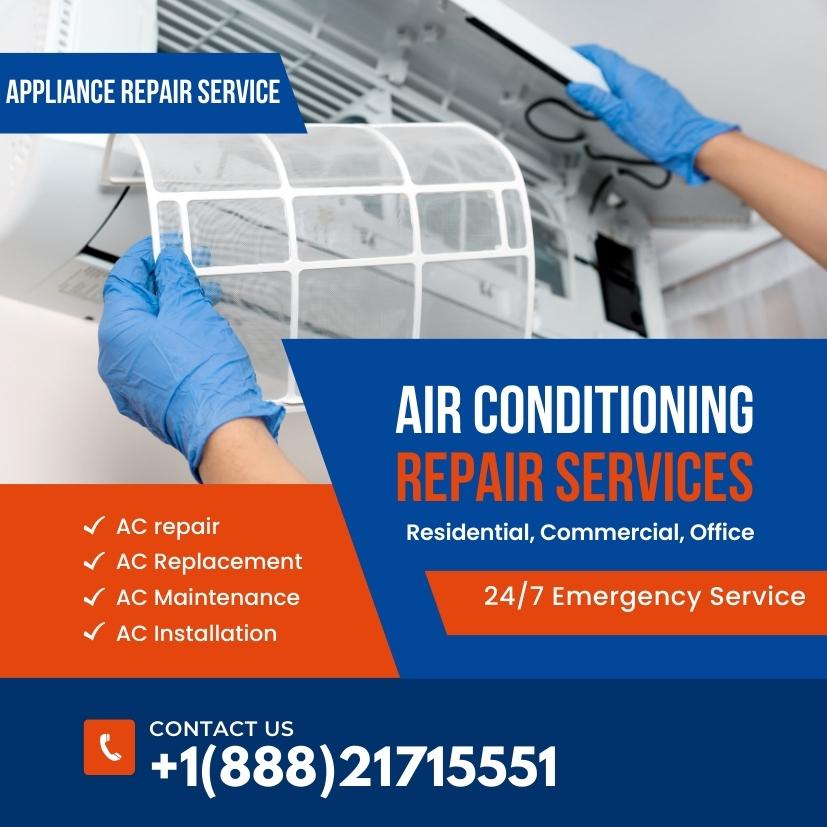 APPLIANCE REPAIR SERVICE
AIR CONDITIONING
REPAIR SERVICES
Residential, Commercial, Office
24/7 Emergency Service
AC repair
AC Replacement
AC Maintenance
AC Installation
CONTACT US
+1(888)21715551